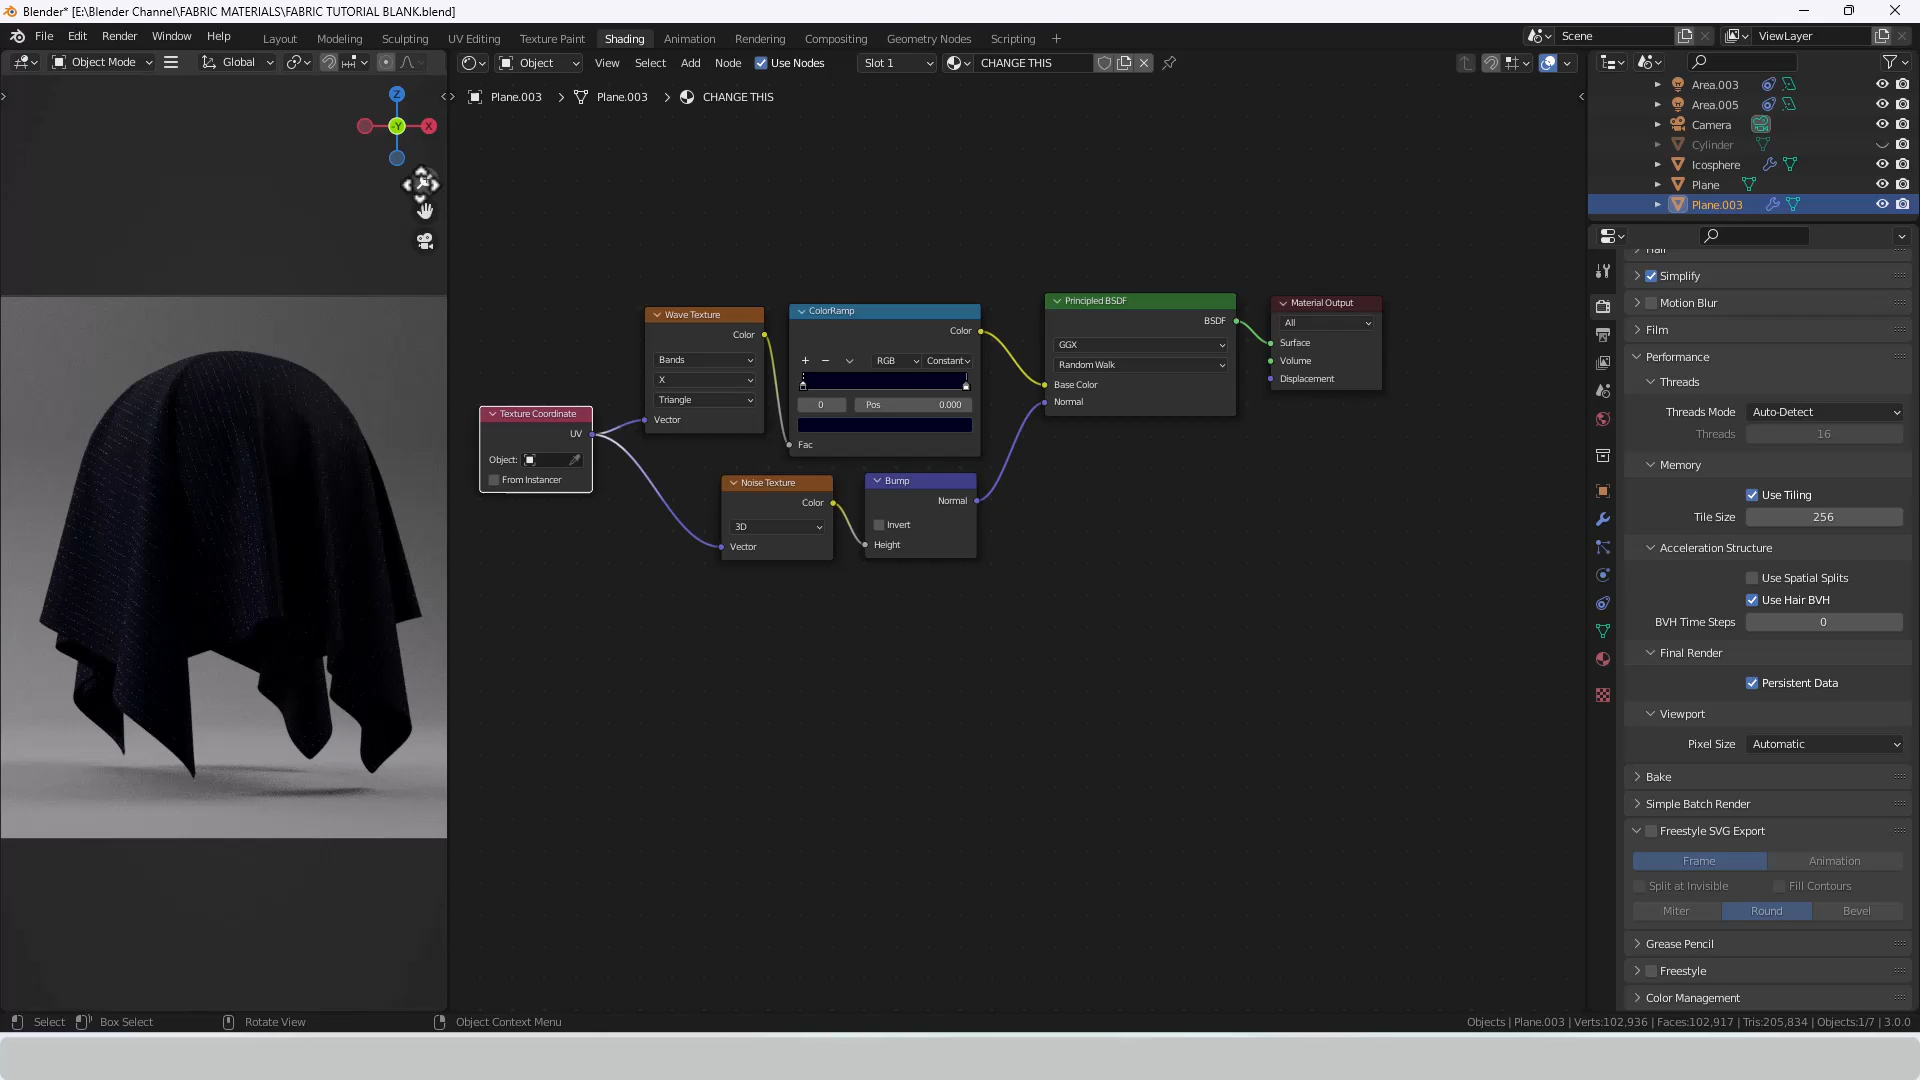 Blender* [E:\Blender Channel\FABRIC MATERIALS\FABRIC TUTORIAL BLANK.blend]
File Edit Render Window Help Layout Modeling Sculpting UV Editing Texture Paint Shading Animation Rendering Compositing Geometry Nodes Scripting + Scene ViewLayer
Object Mode Global Object View Select Add Node Use Nodes Slot 1 CHANGE THIS
Plane.003 > Plane.003 > CHANGE THIS
Z
-Y
X
Area.003
Area.005
Camera
Cylinder
Icosphere
Plane
Plane.003
Texture Coordinate
UV
Object:
From Instancer
Wave Texture
Color
Bands
X
Triangle
Vector
ColorRamp
Color
+ − RGB Constant
0 Pos 0.000
Fac
Noise Texture
Color
3D
Vector
Bump
Normal
Invert
Height
Principled BSDF
BSDF
GGX
Random Walk
Base Color
Normal
Material Output
All
Surface
Volume
Displacement
Hair
Simplify
Motion Blur
Film
Performance
Threads
Threads Mode Auto-Detect
Threads 16
Memory
Use Tiling
Tile Size 256
Acceleration Structure
Use Spatial Splits
Use Hair BVH
BVH Time Steps 0
Final Render
Persistent Data
Viewport
Pixel Size Automatic
Bake
Simple Batch Render
Freestyle SVG Export
Frame Animation
Split at Invisible Fill Contours
Miter Round Bevel
Grease Pencil
Freestyle
Color Management
Select Box Select Rotate View Object Context Menu Objects | Plane.003 | Verts:102,936 | Faces:102,917 | Tris:205,834 | Objects:1/7 | 3.0.0